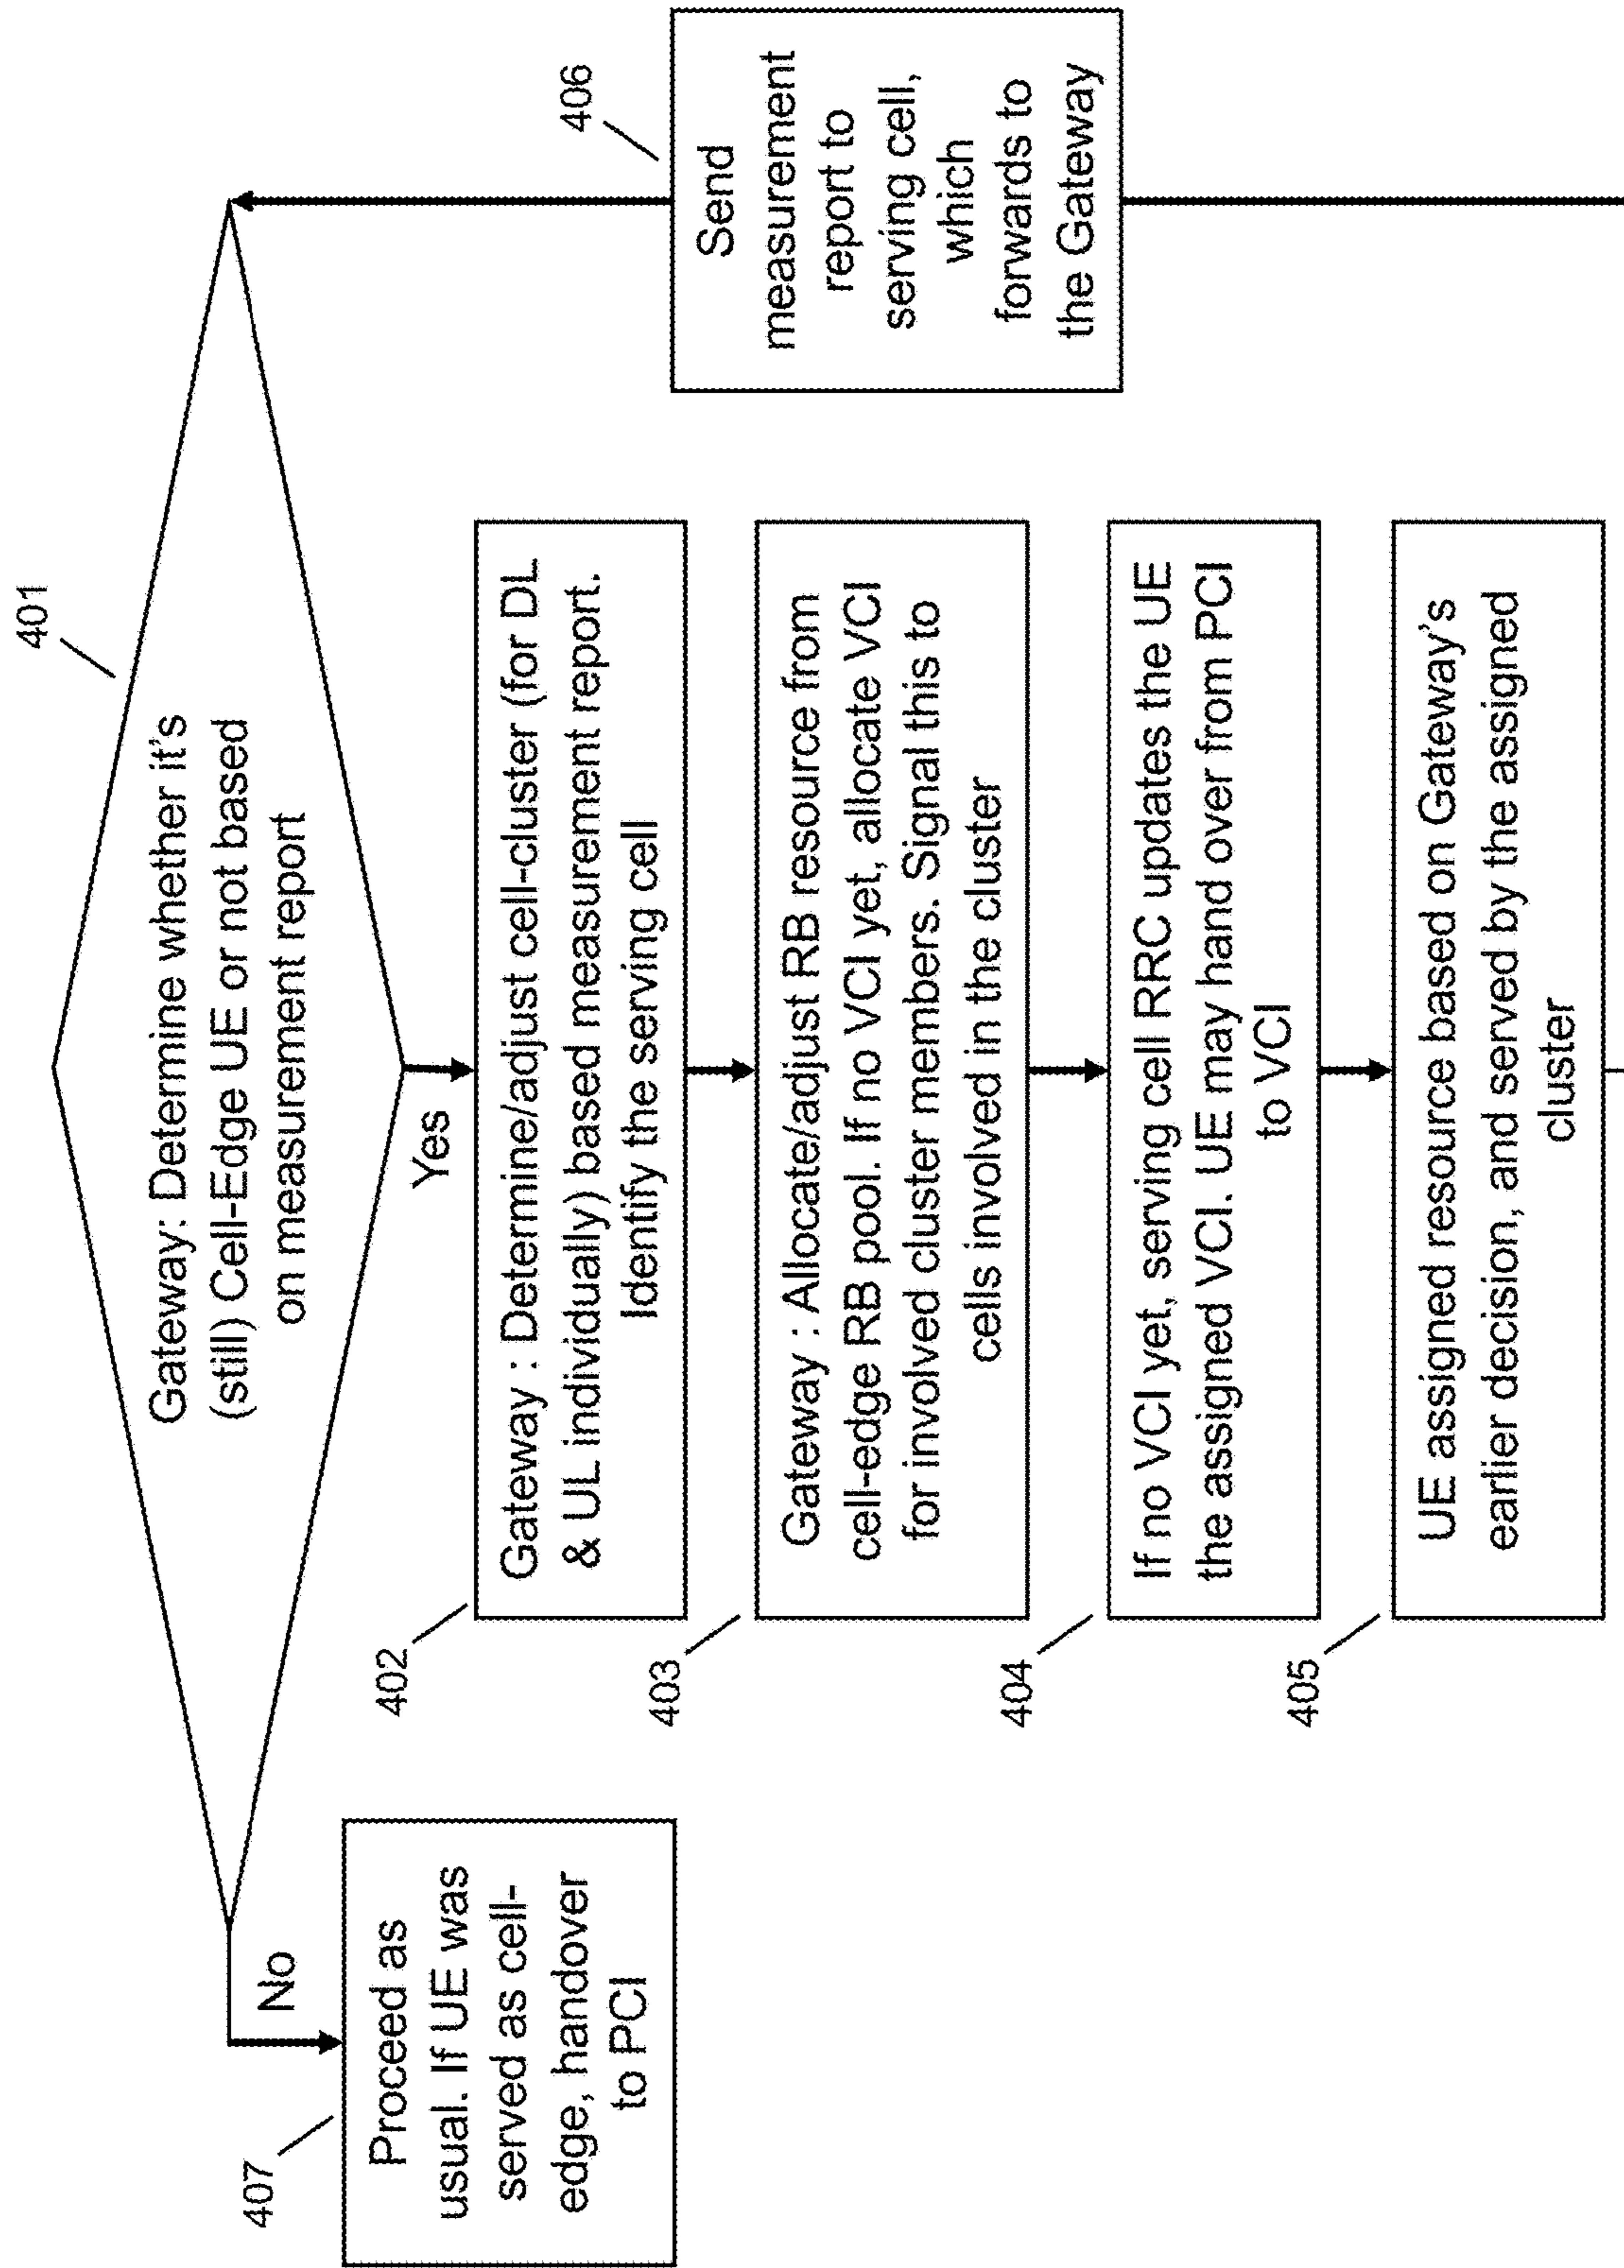 401
Gateway: Determine whether it's
(still) Cell-Edge UE or not based
on measurement report
No
Yes
407
Proceed as
usual. If UE was
served as cell-
edge, handover
to PCI
402
Gateway : Determine/adjust cell-cluster (for DL
& UL individually) based measurement report.
Identify the serving cell
403
Gateway : Allocate/adjust RB resource from
cell-edge RB pool. If no VCI yet, allocate VCI
for involved cluster members. Signal this to
cells involved in the cluster
404
If no VCI yet, serving cell RRC updates the UE
the assigned VCI. UE may hand over from PCI
to VCI
405
UE assigned resource based on Gateway's
earlier decision, and served by the assigned
cluster
406
Send
measurement
report to
serving cell,
which
forwards to
the Gateway